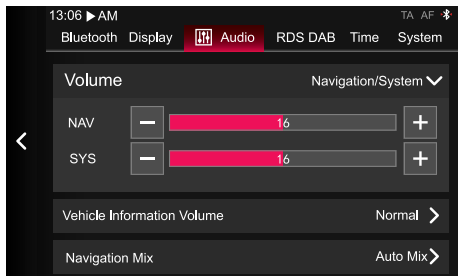 13:06 ▶ AM TA AF
Bluetooth Display Audio RDS DAB Time System
Volume Navigation/System
NAV 16
SYS 16
Vehicle Information Volume Normal
Navigation Mix Auto Mix